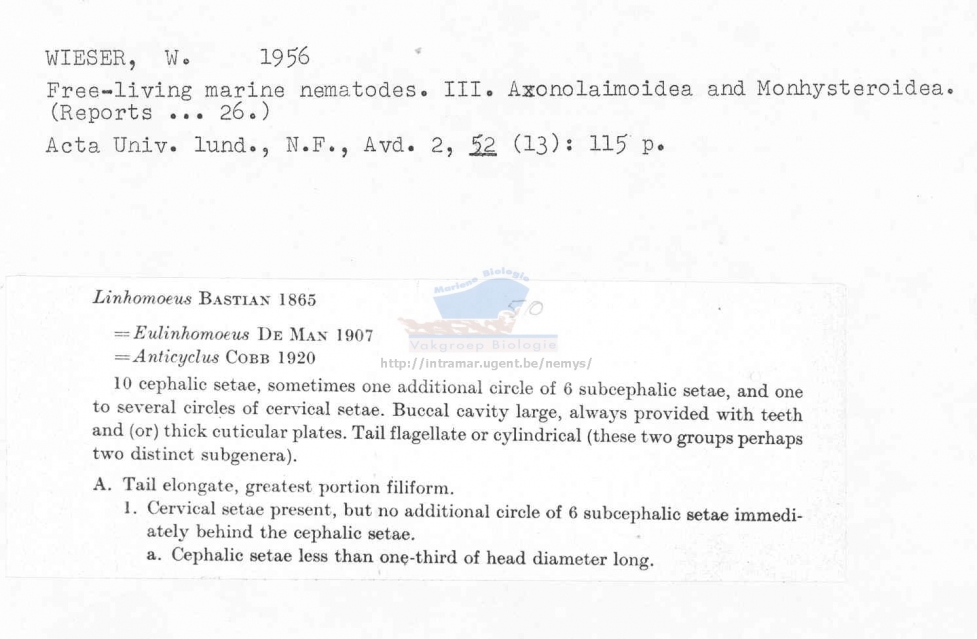 WIESER, W. 1956
Free-living marine nematodes. III. Axonolaimoidea and Monhysteroidea.
(Reports ... 26.)
Acta Univ. lund., N.F., Avd. 2, 52 (13): 115 p.
Mariene Biologie
50
Vakgroep Biologie
http://intramar.ugent.be/nemys/
Linhomoeus BASTIAN 1865
=Eulinhomoeus DE MAN 1907
=Anticyclus COBB 1920
10 cephalic setae, sometimes one additional circle of 6 subcephalic setae, and one
to several circles of cervical setae. Buccal cavity large, always provided with teeth
and (or) thick cuticular plates. Tail flagellate or cylindrical (these two groups perhaps
two distinct subgenera).
A. Tail elongate, greatest portion filiform.
1. Cervical setae present, but no additional circle of 6 subcephalic setae immedi-
ately behind the cephalic setae.
a. Cephalic setae less than one-third of head diameter long.